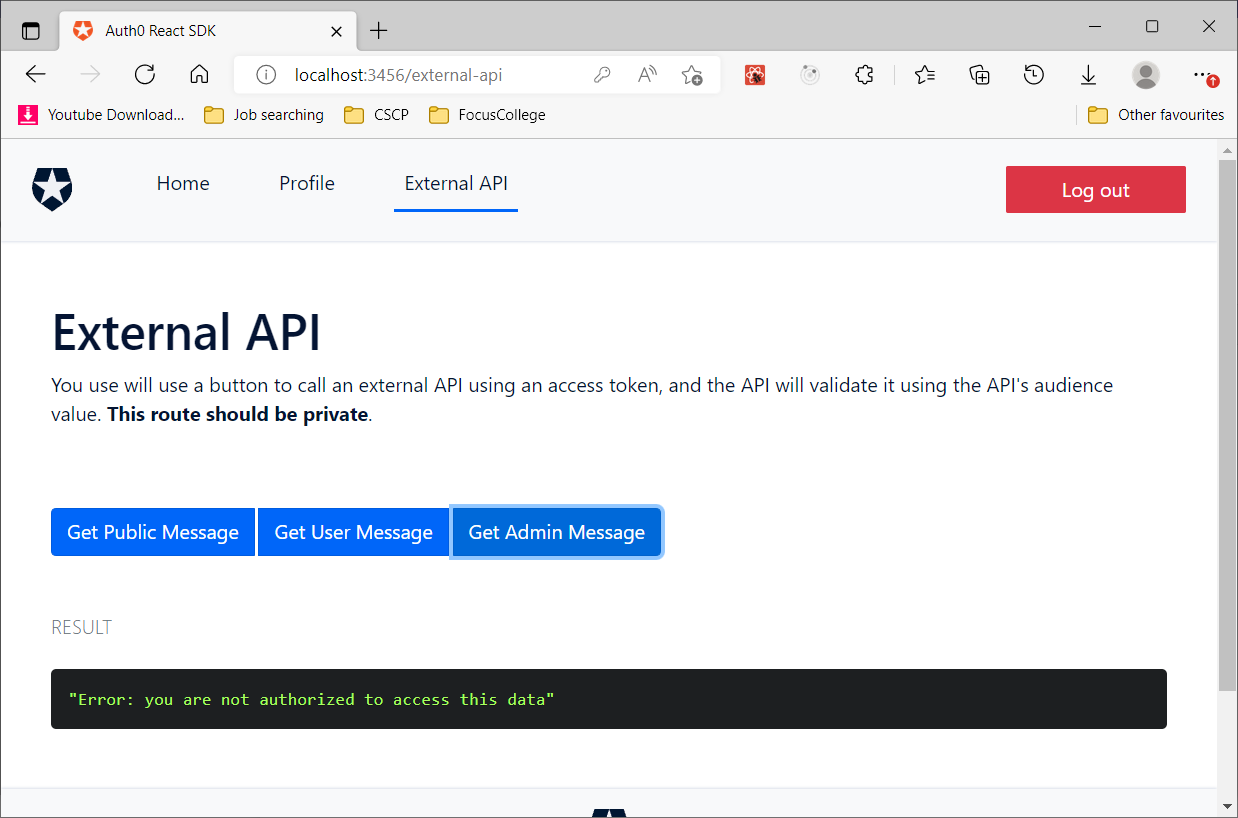 Auth0 React SDK
localhost:3456/external-api
Youtube Download... Job searching CSCP FocusCollege Other favourites
Home Profile External API Log out
External API
You use will use a button to call an external API using an access token, and the API will validate it using the API's audience
value. This route should be private.
Get Public Message Get User Message Get Admin Message
RESULT
"Error: you are not authorized to access this data"